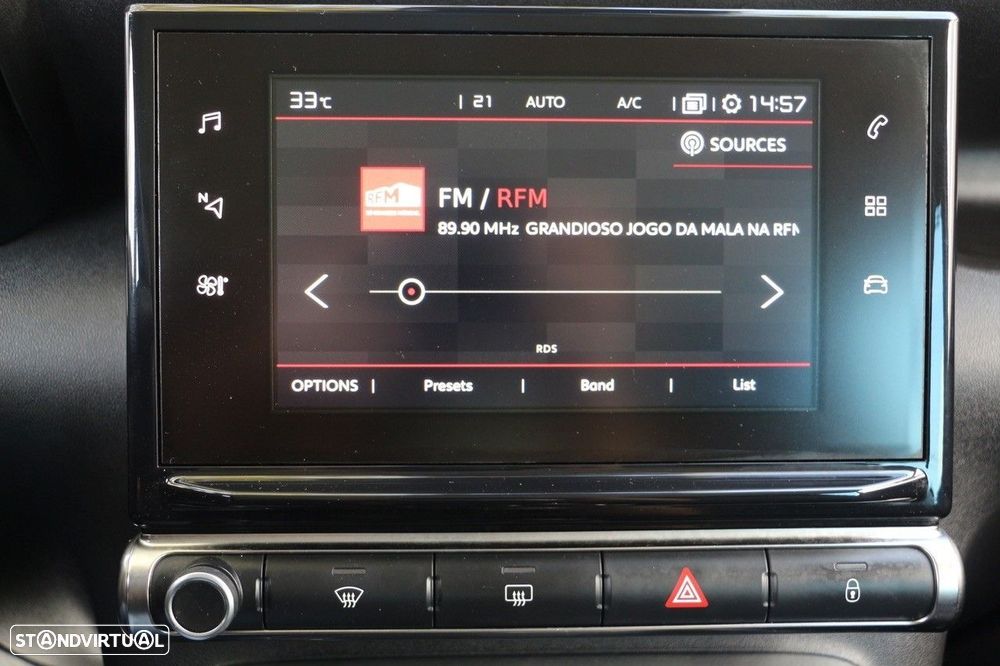 33°C | 21 AUTO A/C | | 14:57
SOURCES
RFM
FM / RFM
89.90 MHz GRANDIOSO JOGO DA MALA NA RFM
N
RDS
OPTIONS | Presets | Band | List
STANDVIRTUAL